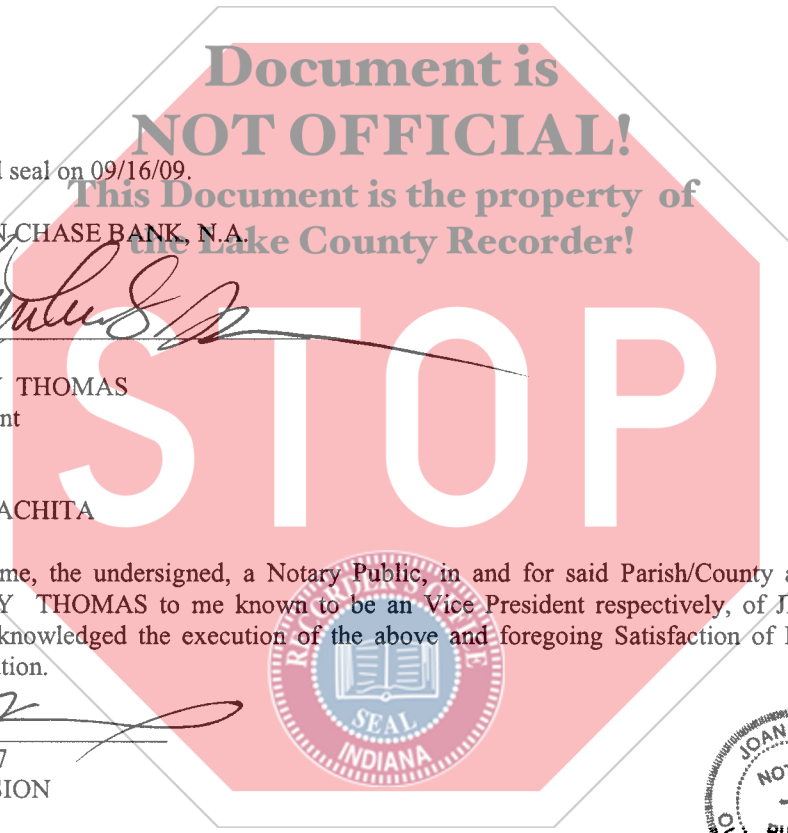 Document is
NOT OFFICIAL!
seal on 09/16/09.
This Document is the property of
CHASE BANK, N.A.
the Lake County Recorder!
STOP
THOMAS
ACHITA
me, the undersigned, a Notary Public, in and for said Parish/County
THOMAS to me known to be an Vice President respectively, of
knowledged the execution of the above and foregoing Satisfaction of
tion.
RECORDER'S OFFICE
SEAL
INDIANA
7
SION
JOAN